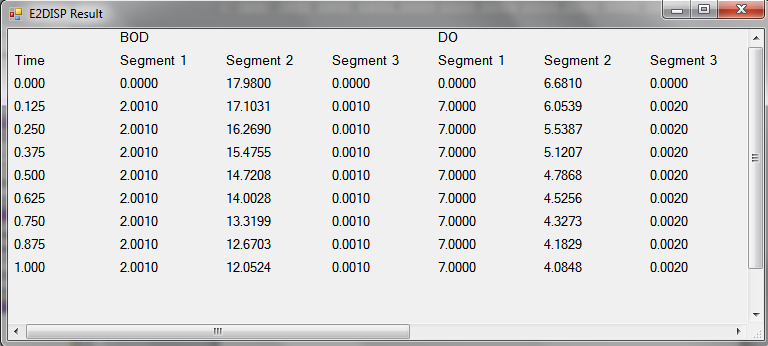 E2DISP Result
BOD DO
Time Segment 1 Segment 2 Segment 3 Segment 1 Segment 2 Segment 3
0.000 0.0000 17.9800 0.0000 0.0000 6.6810 0.0000
0.125 2.0010 17.1031 0.0010 7.0000 6.0539 0.0020
0.250 2.0010 16.2690 0.0010 7.0000 5.5387 0.0020
0.375 2.0010 15.4755 0.0010 7.0000 5.1207 0.0020
0.500 2.0010 14.7208 0.0010 7.0000 4.7868 0.0020
0.625 2.0010 14.0028 0.0010 7.0000 4.5256 0.0020
0.750 2.0010 13.3199 0.0010 7.0000 4.3273 0.0020
0.875 2.0010 12.6703 0.0010 7.0000 4.1829 0.0020
1.000 2.0010 12.0524 0.0010 7.0000 4.0848 0.0020